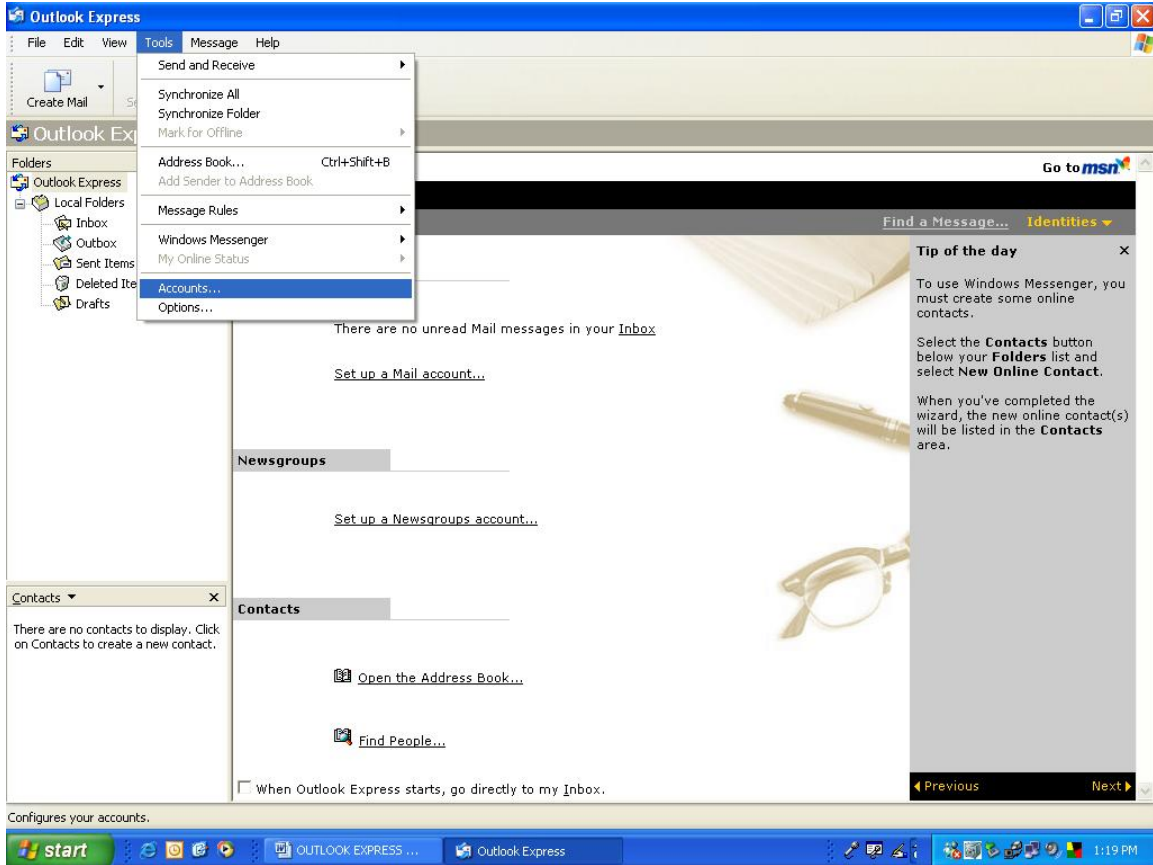 Outlook Express
File Edit View Tools Message Help
Create Mail
Send and Receive
Synchronize All
Synchronize Folder
Mark for Offline
Address Book... Ctrl+Shift+B
Add Sender to Address Book
Message Rules
Windows Messenger
My Online Status
Accounts...
Options...
Outlook Exp
Folders
Outlook Express
Local Folders
Inbox
Outbox
Sent Items
Deleted Ite
Drafts
Go to msn
Find a Message... Identities
There are no unread Mail messages in your Inbox
Set up a Mail account...
Newsgroups
Set up a Newsgroups account...
Contacts
Open the Address Book...
Find People...
When Outlook Express starts, go directly to my Inbox.
Tip of the day
To use Windows Messenger, you
must create some online
contacts.
Select the Contacts button
below your Folders list and
select New Online Contact.
When you've completed the
wizard, the new online contact(s)
will be listed in the Contacts
area.
Previous Next
Contacts
There are no contacts to display. Click
on Contacts to create a new contact.
Configures your accounts.
start OUTLOOK EXPRESS ... Outlook Express 1:19 PM